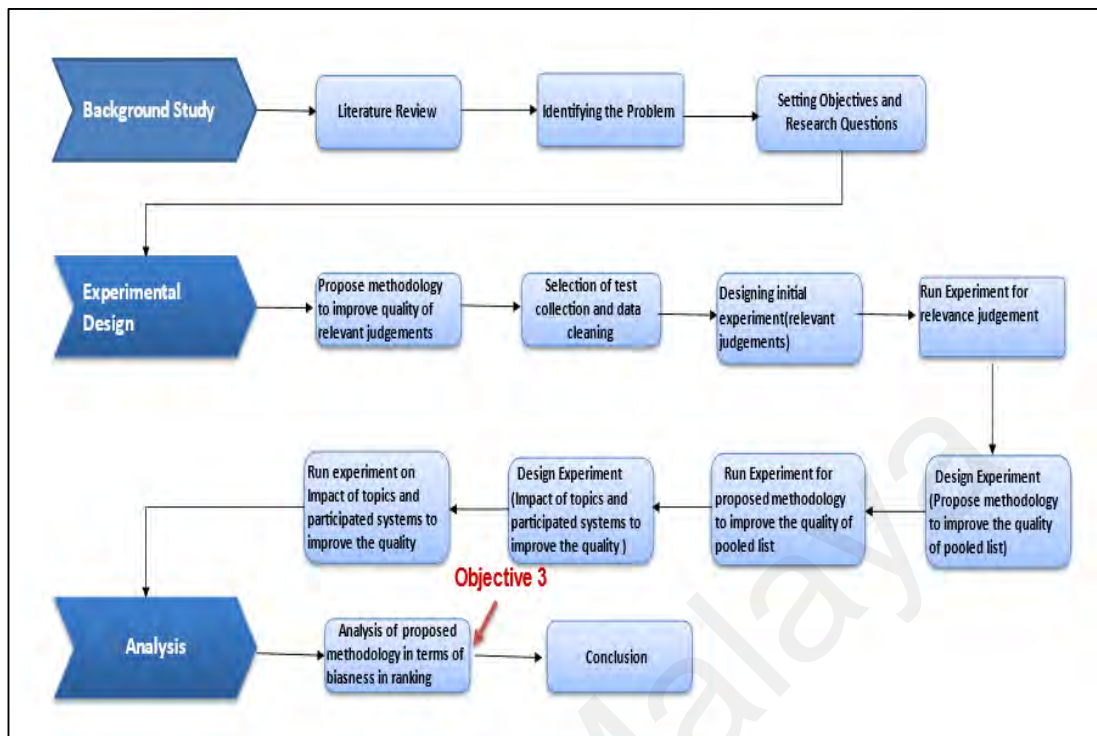 Background Study
Literature Review
Identifying the Problem
Setting Objectives and
Research Questions
Experimental
Design
Propose methodology
to improve quality of
relevant judgements
Selection of test
collection and data
cleaning
Designing initial
experiment(relevant
judgements)
Run Experiment for
relevance judgement
Design Experiment
(Propose methodology
to improve the quality
of pooled list)
Run Experiment for
proposed methodology
to improve the quality of
pooled list
Design Experiment
(Impact of topics and
participated systems to
improve the quality )
Run experiment on
Impact of topics and
participated systems to
improve the quality
Objective 3
Analysis
Analysis of proposed
methodology in terms of
biasness in ranking
Conclusion
Malaya